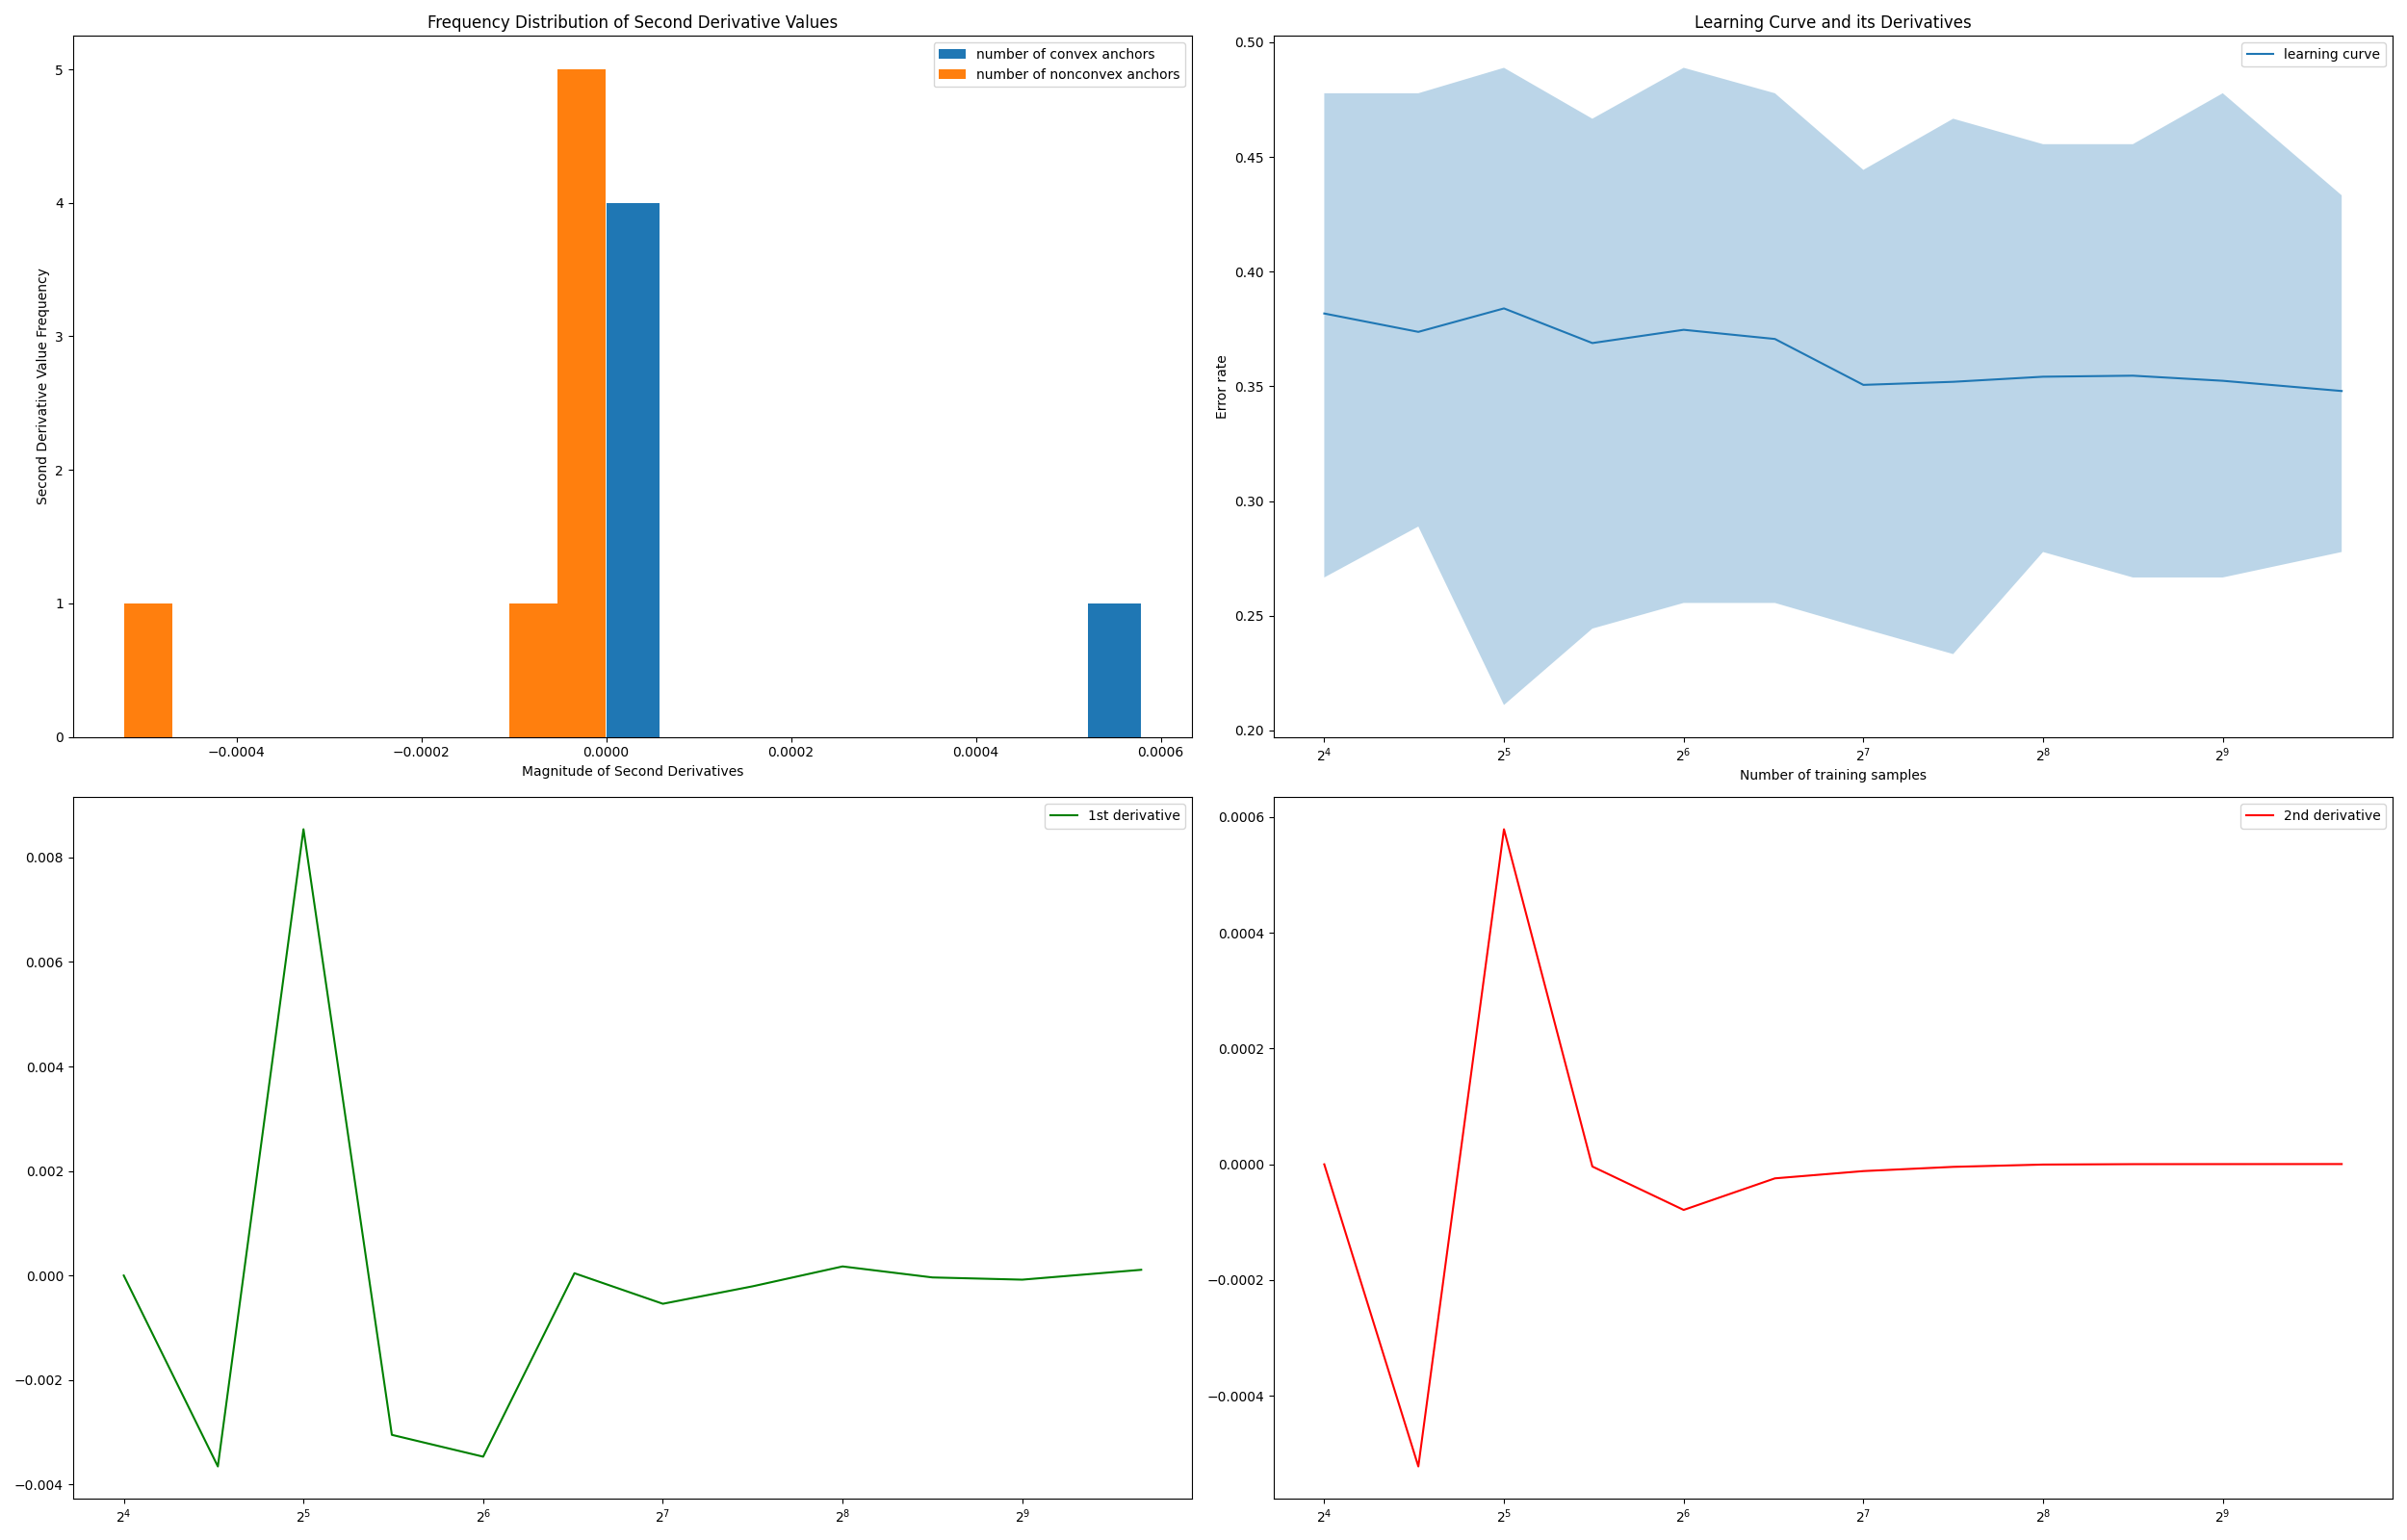 Frequency Distribution of Second Derivative Values
number of convex anchors
number of nonconvex anchors
Second Derivative Value Frequency
5
4
3
2
1
0
−0.0004 −0.0002 0.0000 0.0002 0.0004 0.0006
Magnitude of Second Derivatives
Learning Curve and its Derivatives
learning curve
Error rate
0.50
0.45
0.40
0.35
0.30
0.25
0.20
2⁴ 2⁵ 2⁶ 2⁷ 2⁸ 2⁹
Number of training samples
1st derivative
0.008
0.006
0.004
0.002
0.000
−0.002
−0.004
2⁴ 2⁵ 2⁶ 2⁷ 2⁸ 2⁹
2nd derivative
0.0006
0.0004
0.0002
0.0000
−0.0002
−0.0004
2⁴ 2⁵ 2⁶ 2⁷ 2⁸ 2⁹